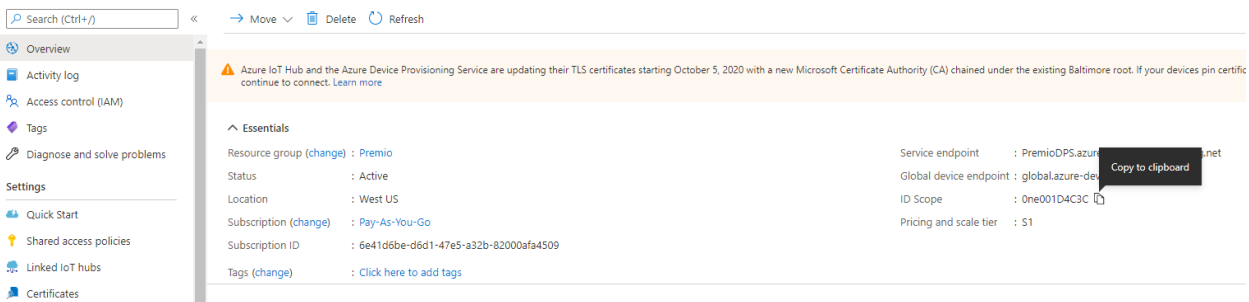 Search (Ctrl+/)
Overview
Activity log
Access control (IAM)
Tags
Diagnose and solve problems
Settings
Quick Start
Shared access policies
Linked IoT hubs
Certificates
Move
Delete
Refresh
Azure IoT Hub and the Azure Device Provisioning Service are updating their TLS certificates starting October 5, 2020 with a new Microsoft Certificate Authority (CA) chained under the existing Baltimore root. If your devices pin
continue to connect. Learn more
Essentials
Resource group (change) : Premio
Status : Active
Location : West US
Subscription (change) : Pay-As-You-Go
Subscription ID : 6e41d6be-d6d1-47e5-a32b-82000afa4509
Tags (change) : Click here to add tags
Service endpoint : PremioDPS.azure
Global device endpoint : global.azure-dev
ID Scope : 0ne001D4C3C
Pricing and scale tier : S1
Copy to clipboard